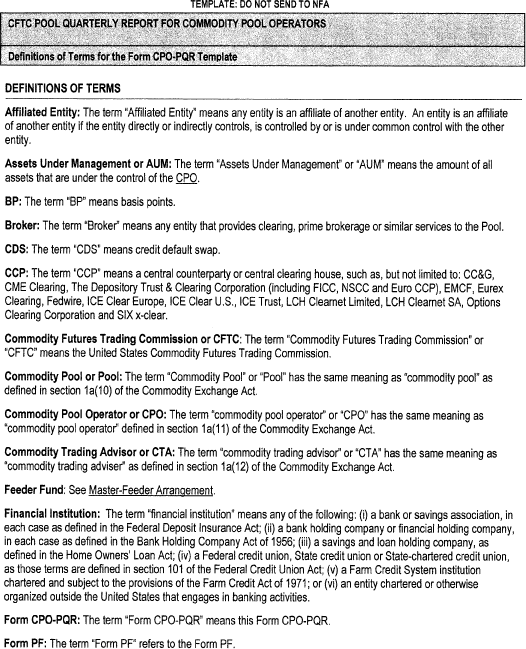 TEMPLATE: DO NOT SEND TO NFA
CFTC POOL QUARTERLY REPORT FOR COMMODITY POOL OPERATORS
Definitions of Terms for the Form CPO-PQR Template
DEFINITIONS OF TERMS
Affiliated Entity: The term "Affiliated Entity" means any entity is an affiliate of another entity. An entity is an affiliate
of another entity if the entity directly or indirectly controls, is controlled by or is under common control with the other
entity.
Assets Under Management or AUM: The term "Assets Under Management" or "AUM" means the amount of all
assets that are under the control of the CPO.
BP: The term "BP" means basis points.
Broker: The term "Broker" means any entity that provides clearing, prime brokerage or similar services to the Pool.
CDS: The term "CDS" means credit default swap.
CCP: The term "CCP" means a central counterparty or central clearing house, such as, but not limited to: CC&G,
CME Clearing, The Depository Trust & Clearing Corporation (including FICC, NSCC and Euro CCP), EMCF, Eurex
Clearing, Fedwire, ICE Clear Europe, ICE Clear U.S., ICE Trust, LCH Clearnet Limited, LCH Clearnet SA, Options
Clearing Corporation and SIX x-clear.
Commodity Futures Trading Commission or CFTC: The term "Commodity Futures Trading Commission" or
"CFTC" means the United States Commodity Futures Trading Commission.
Commodity Pool or Pool: The term "Commodity Pool" or "Pool" has the same meaning as "commodity pool" as
defined in section 1a(10) of the Commodity Exchange Act.
Commodity Pool Operator or CPO: The term "commodity pool operator" or "CPO" has the same meaning as
"commodity pool operator" defined in section 1a(11) of the Commodity Exchange Act.
Commodity Trading Advisor or CTA: The term "commodity trading advisor" or "CTA" has the same meaning as
"commodity trading adviser" as defined in section 1a(12) of the Commodity Exchange Act.
Feeder Fund: See Master-Feeder Arrangement.
Financial Institution: The term "financial institution" means any of the following: (i) a bank or savings association, in
each case as defined in the Federal Deposit Insurance Act; (ii) a bank holding company or financial holding company,
in each case as defined in the Bank Holding Company Act of 1956; (iii) a savings and loan holding company, as
defined in the Home Owners' Loan Act; (iv) a Federal credit union, State credit union or State-chartered credit union,
as those terms are defined in section 101 of the Federal Credit Union Act; (v) a Farm Credit System institution
chartered and subject to the provisions of the Farm Credit Act of 1971; or (vi) an entity chartered or otherwise
organized outside the United States that engages in banking activities.
Form CPO-PQR: The term "Form CPO-PQR" means this Form CPO-PQR.
Form PF: The term "Form PF" refers to the Form PF.